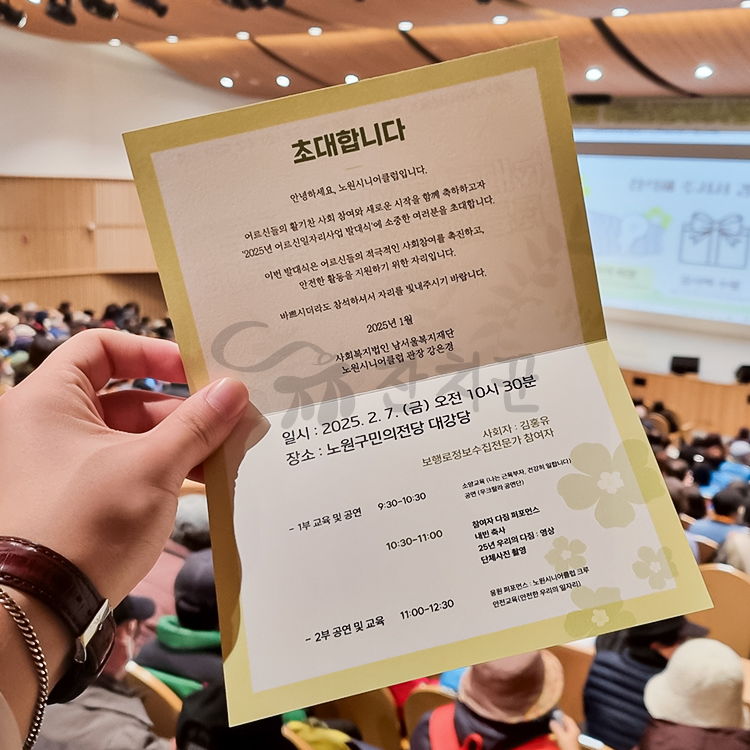 초대합니다
안녕하세요, 노원시니어클럽입니다.
어르신들의 활기찬 사회 참여와 새로운 시작을 함께 축하하고자
'2025년 어르신일자리사업 발대식'에 소중한 여러분을 초대합니다.
이번 발대식은 어르신들의 적극적인 사회참여를 촉진하고,
안전한 활동을 지원하기 위한 자리입니다.
바쁘시더라도 참석하셔서 자리를 빛내주시기 바랍니다.
2025년 1월
사회복지법인 남서울복지재단
노원시니어클럽 관장 강은경
일시 : 2025. 2. 7. (금) 오전 10시 30분
장소 : 노원구민의전당 대강당
사회자 : 김홍유
보행로정보수집전문가 참여자
- 1부 교육 및 공연 9:30-10:30 소양교육 (나는 근육부자, 건강히 일합니다)
공연 (우크랄라 공연단)
10:30-11:00 참여자 다짐 퍼포먼스
내빈 축사
25년 우리의 다짐 : 영상
단체사진 촬영
- 2부 공연 및 교육 11:00-12:30 응원 퍼포먼스 : 노원시니어클럽 크루
안전교육(안전한 우리의 일자리)